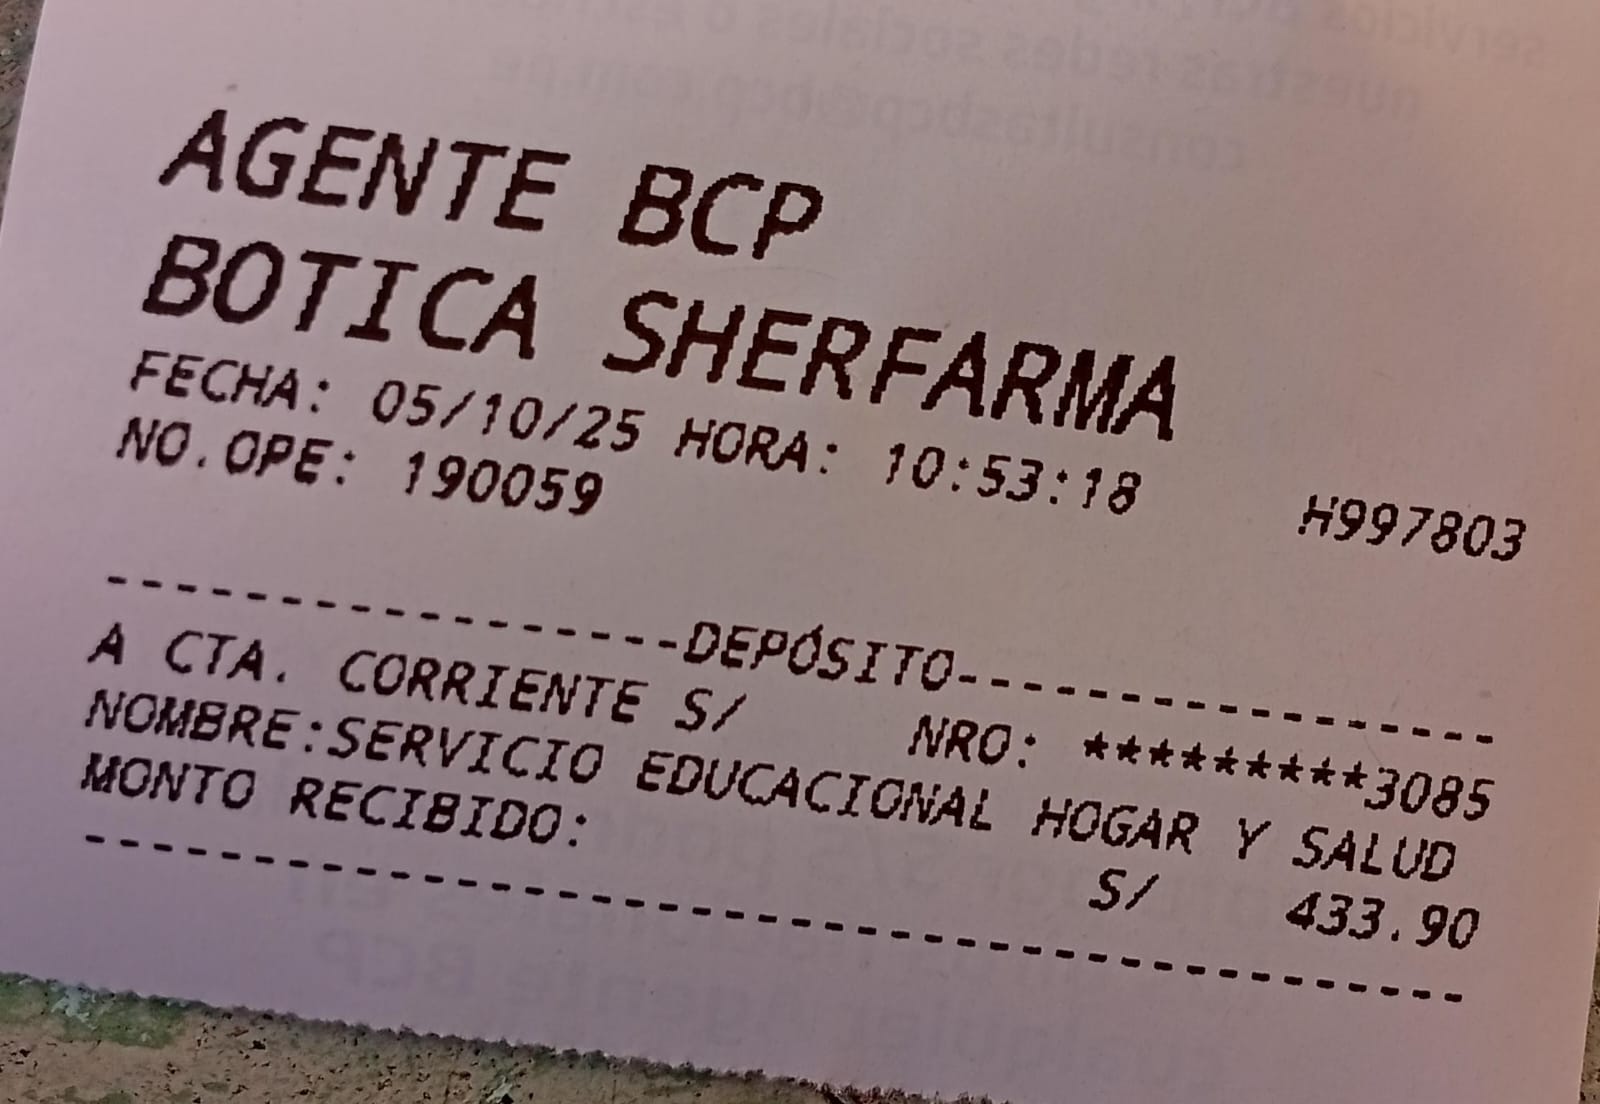 AGENTE BCP
BOTICA SHERFARMA
FECHA: 05/10/25 HORA: 10:53:18
NO.OPE: 190059 H997803
-----------------DEPÓSITO----------------
A CTA. CORRIENTE S/ NRO: *********3085
NOMBRE:SERVICIO EDUCACIONAL HOGAR Y SALUD
MONTO RECIBIDO: S/ 433.90
-----------------------------------------